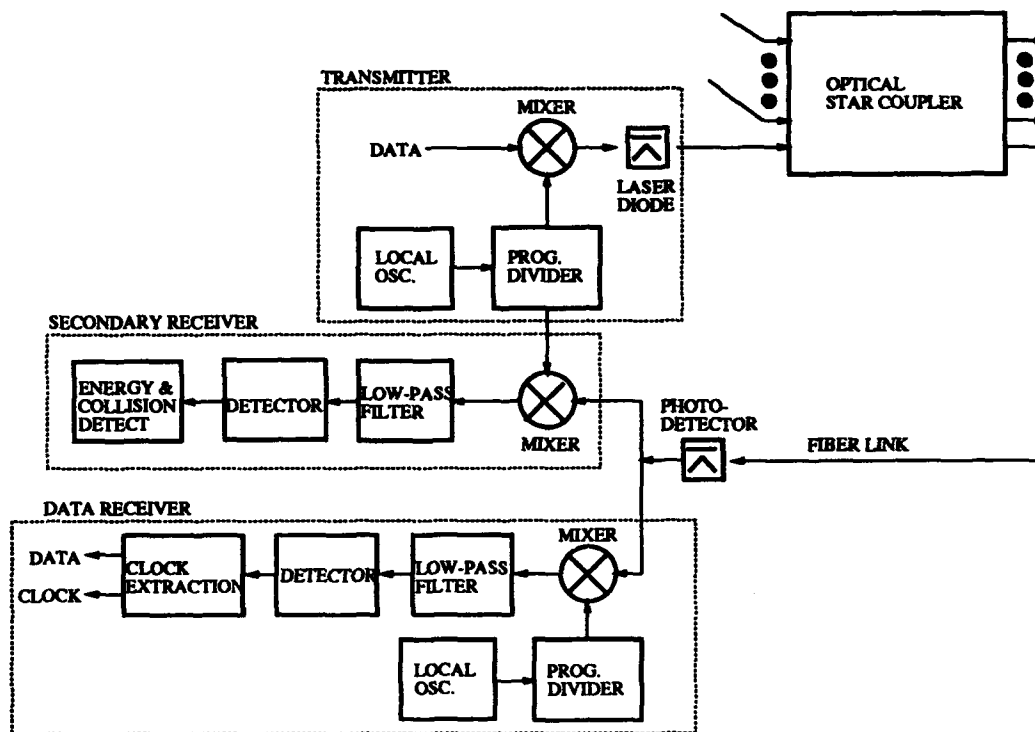 OPTICAL
STAR COUPLER
TRANSMITTER
MIXER
DATA
LASER
DIODE
LOCAL
OSC.
PROG.
DIVIDER
SECONDARY RECEIVER
ENERGY &
COLLISION
DETECT
DETECTOR
LOW-PASS
FILTER
MIXER
PHOTO-
DETECTOR
FIBER LINK
DATA RECEIVER
MIXER
DATA
CLOCK
CLOCK
EXTRACTION
DETECTOR
LOW-PASS
FILTER
LOCAL
OSC.
PROG.
DIVIDER